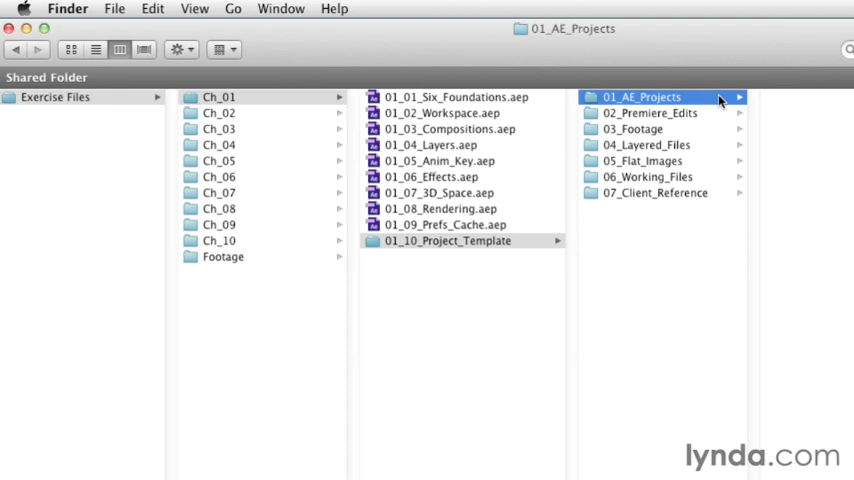 Finder File Edit View Go Window Help
01_AE_Projects
Shared Folder
Exercise Files
Ch_01
Ch_02
Ch_03
Ch_04
Ch_05
Ch_06
Ch_07
Ch_08
Ch_09
Ch_10
Footage
01_01_Six_Foundations.aep
01_02_Workspace.aep
01_03_Compositions.aep
01_04_Layers.aep
01_05_Anim_Key.aep
01_06_Effects.aep
01_07_3D_Space.aep
01_08_Rendering.aep
01_09_Prefs_Cache.aep
01_10_Project_Template
01_AE_Projects
02_Premiere_Edits
03_Footage
04_Layered_Files
05_Flat_Images
06_Working_Files
07_Client_Reference
lynda.com